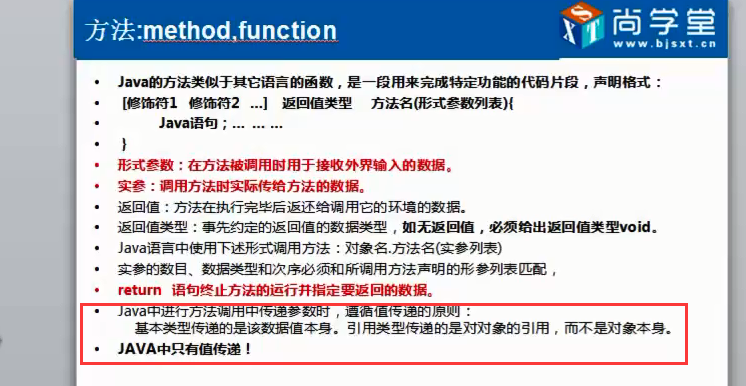 方法:method,function
SXT
尚学堂
www.bjsxt.cn
• Java的方法类似于其它语言的函数，是一段用来完成特定功能的代码片段，声明格式：
• [修饰符1 修饰符2 …] 返回值类型 方法名(形式参数列表){
• Java语句；… … …
• }
• 形式参数：在方法被调用时用于接收外界输入的数据。
• 实参：调用方法时实际传给方法的数据。
• 返回值：方法在执行完毕后返还给调用它的环境的数据。
• 返回值类型：事先约定的返回值的数据类型，如无返回值，必须给出返回值类型void。
• Java语言中使用下述形式调用方法：对象名.方法名(实参列表)
• 实参的数目、数据类型和次序必须和所调用方法声明的形参列表匹配，
• return 语句终止方法的运行并指定要返回的数据。
• Java中进行方法调用中传递参数时，遵循值传递的原则：
基本类型传递的是该数据值本身。引用类型传递的是对对象的引用，而不是对象本身。
• JAVA中只有值传递！